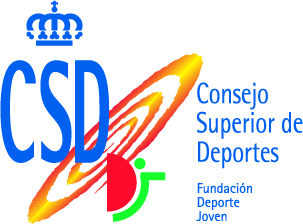 CSD
Consejo
Superior de
Deportes
Fundación
Deporte
Joven